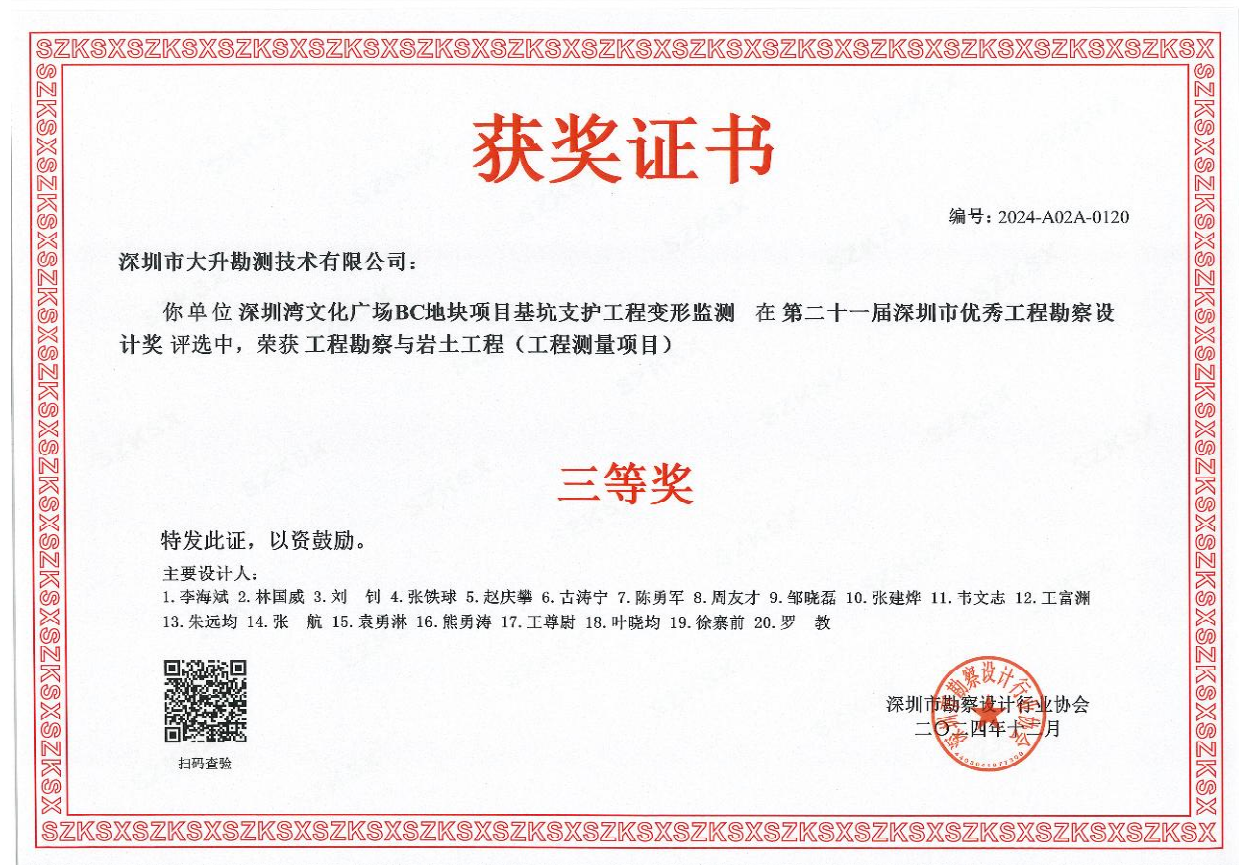 SZKSXSZKSXSZKSXSZKSXSZKSXSZKSXSZKSXSZKSXSZKSXSZKSXSZKSXSZKSXSZKSX
获奖证书
编号: 2024-A02A-0120
深圳市大升勘测技术有限公司:
你单位 深圳湾文化广场BC地块项目基坑支护工程变形监测 在 第二十一届深圳市优秀工程勘察设
计奖 评选中，荣获 工程勘察与岩土工程（工程测量项目）
三等奖
特发此证，以资鼓励。
主要设计人:
1.李海斌 2.林国威 3.刘 钊 4.张铁球 5.赵庆攀 6.古涛宁 7.陈勇军 8.周友才 9.邹晓磊 10.张建烨 11.韦文志 12.王富渊
13.朱远均 14.张 航 15.袁勇淋 16.熊勇涛 17.王尊尉 18.叶晓均 19.徐寨前 20.罗 教
深圳市勘察设计行业协会
二〇二四年十二月
扫码查验
SZKSXSZKSXSZKSXSZKSXSZKSXSZKSXSZKSXSZKSXSZKSXSZKSXSZKSXSZKSXSZKSX